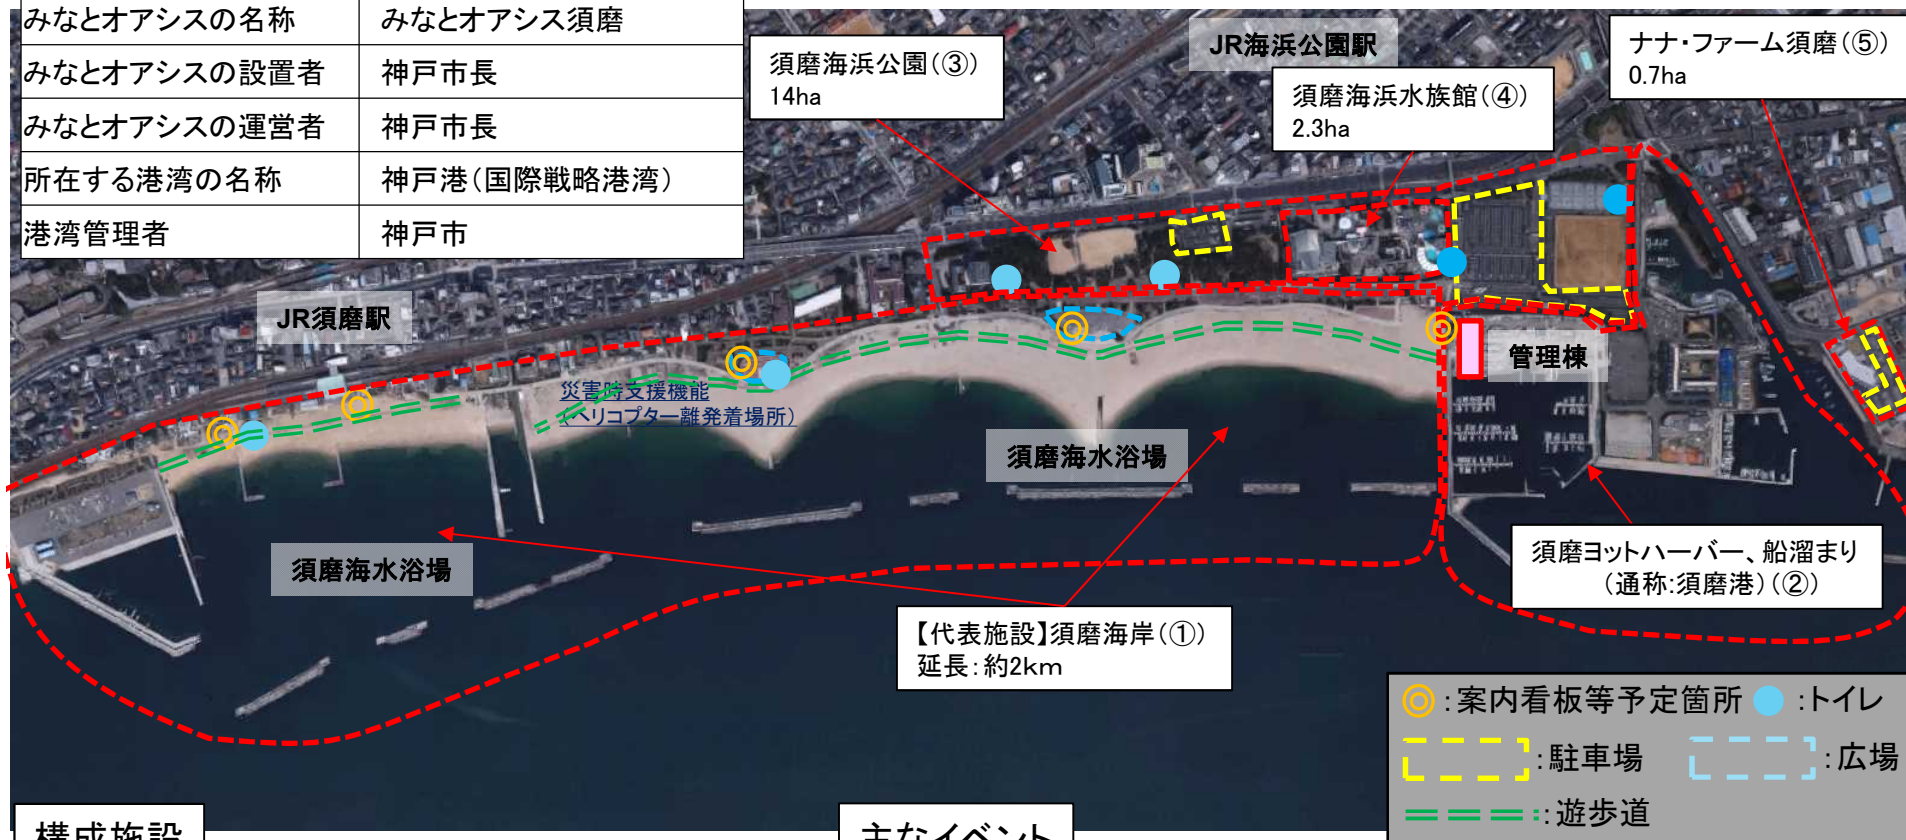 みなとオアシスの名称 みなとオアシス須磨
みなとオアシスの設置者 神戸市長
みなとオアシスの運営者 神戸市長
所在する港湾の名称 神戸港(国際戦略港湾)
港湾管理者 神戸市
須磨海浜公園(③)
14ha
JR海浜公園駅
須磨海浜水族館(④)
2.3ha
ナナ・ファーム須磨(⑤)
0.7ha
JR須磨駅
管理棟
災害時支援機能
(ヘリコプター離発着場所)
須磨海水浴場
須磨海水浴場
須磨ヨットハーバー、船溜まり
(通称:須磨港)(②)
【代表施設】須磨海岸(①)
延長:約2km
:案内看板等予定箇所 :トイレ
:駐車場 :広場
:遊歩道
構成施設
主なイベント